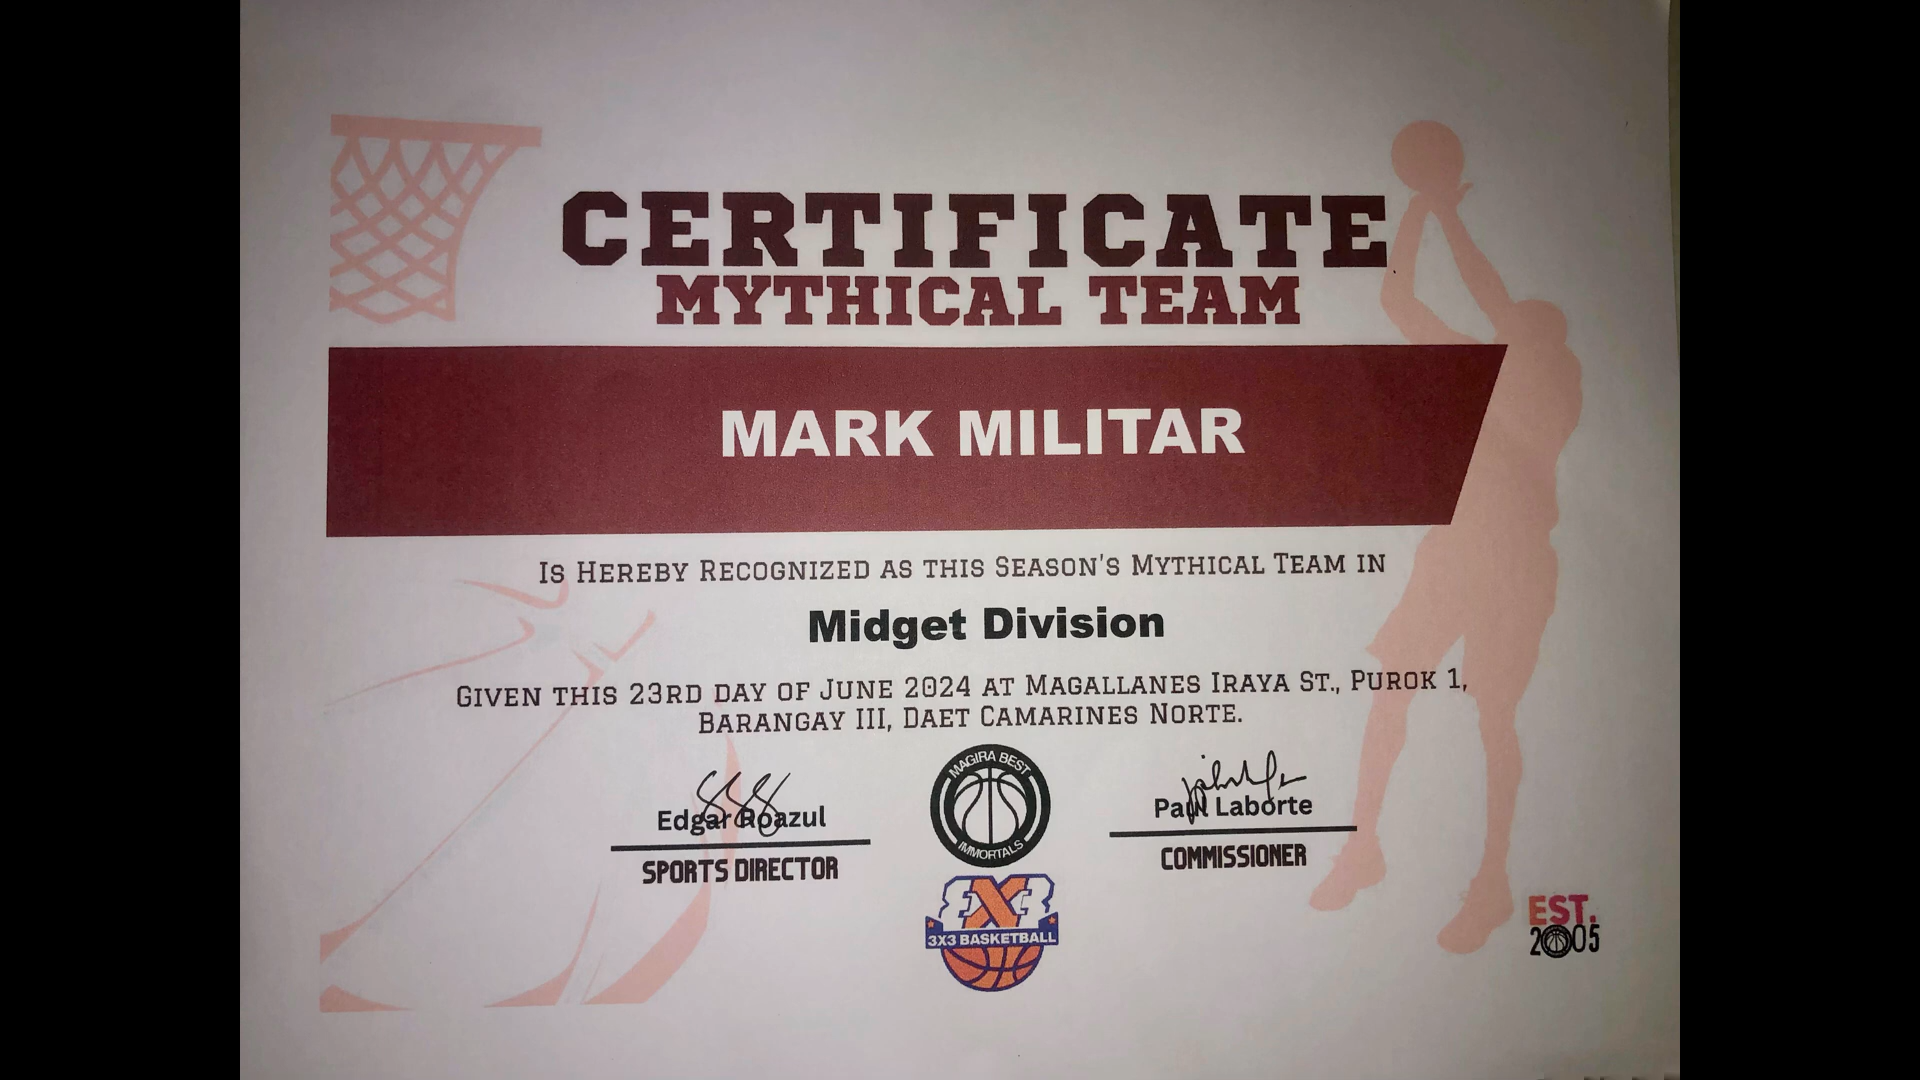 CERTIFICATE
MYTHICAL TEAM
MARK MILITAR
IS HEREBY RECOGNIZED AS THIS SEASON'S MYTHICAL TEAM IN
Midget Division
GIVEN THIS 23RD DAY OF JUNE 2024 AT MAGALLANES IRAYA ST., PUROK 1,
BARANGAY III, DAET CAMARINES NORTE.
Edgar Roazul
SPORTS DIRECTOR
MAGIRA BEST
IMMORTALS
Paul Laborte
COMMISSIONER
3X3
3X3 BASKETBALL
EST.
2005